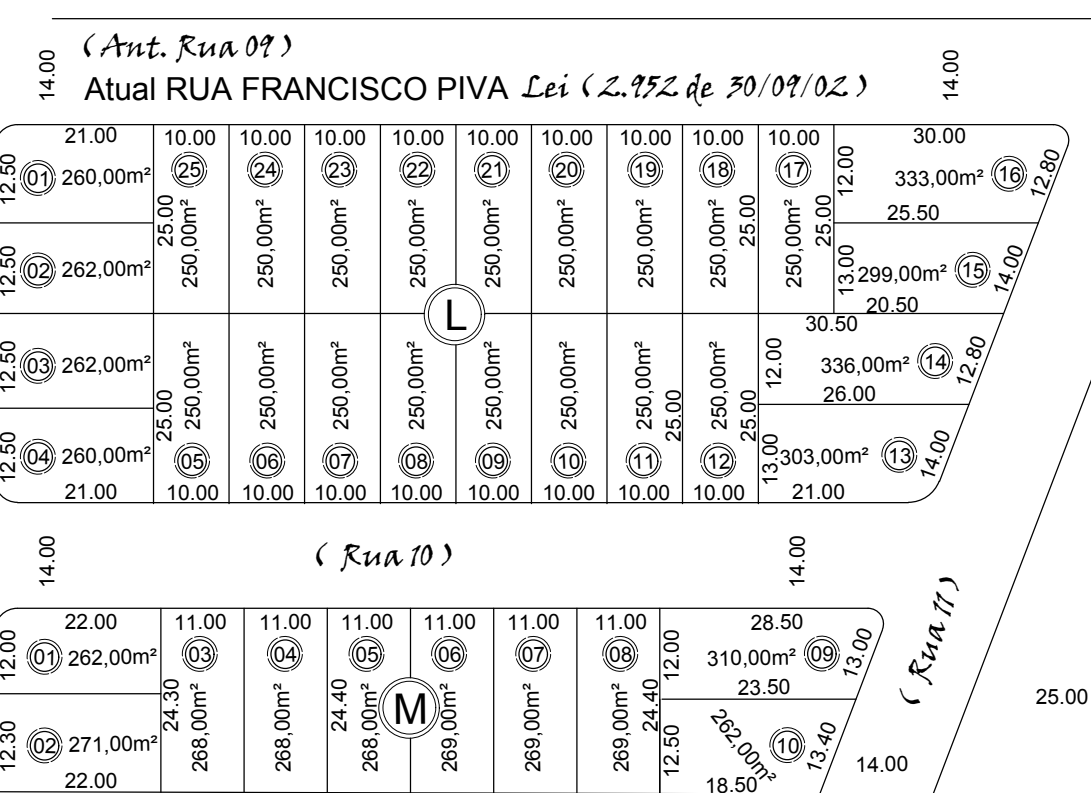 (Ant. Rua 09)
14.00
14.00
Atual RUA FRANCISCO PIVA Lei (2.952 de 30/09/02)
21.00 10.00 10.00 10.00 10.00 10.00 10.00 10.00 10.00 10.00 30.00
12.50 01 260,00m² 25 24 23 22 21 20 19 18 17 12.00 333,00m² 16 12.80
25.50
25.00 250,00m² 250,00m² 250,00m² 250,00m² 250,00m² 250,00m² 250,00m² 250,00m² 25.00 250,00m² 25.00
12.50 02 262,00m² 13.00 299,00m² 15 14.00
20.50
L
30.50
12.50 03 262,00m² 12.00 336,00m² 14 12.80
26.00
25.00 250,00m² 250,00m² 250,00m² 250,00m² 250,00m² 250,00m² 250,00m² 25.00 250,00m² 25.00
12.50 04 260,00m² 05 06 07 08 09 10 11 12 13.00 303,00m² 13 14.00
21.00 10.00 10.00 10.00 10.00 10.00 10.00 10.00 10.00 21.00
14.00 (Rua 10) 14.00
(Rua 11)
22.00 11.00 11.00 11.00 11.00 11.00 11.00 28.50
12.00 01 262,00m² 03 04 05 06 07 08 12.00 310,00m² 09 13.00
23.50
25.00
24.30 268,00m² 268,00m² 24.40 268,00m² M 269,00m² 269,00m² 269,00m² 24.40
12.30 02 271,00m² 12.50 262,00m² 10 13.40 14.00
22.00 18.50